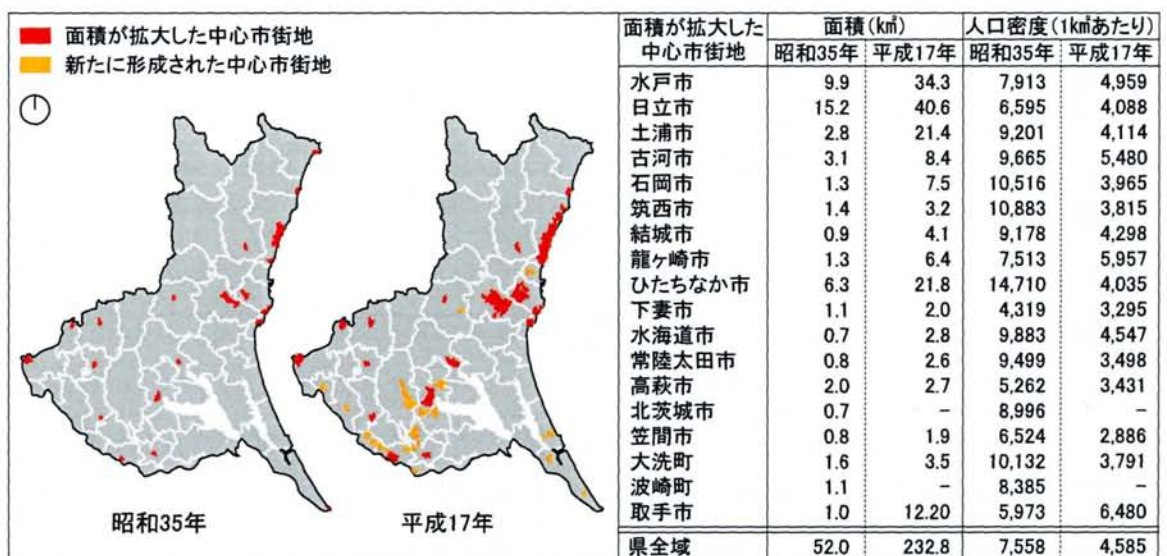 面積が拡大した中心市街地
新たに形成された中心市街地
昭和35年
平成17年
面積が拡大した中心市街地 面積(k㎡) 人口密度(1k㎡あたり)
昭和35年 平成17年 昭和35年 平成17年
水戸市 9.9 34.3 7,913 4,959
日立市 15.2 40.6 6,595 4,088
土浦市 2.8 21.4 9,201 4,114
古河市 3.1 8.4 9,665 5,480
石岡市 1.3 7.5 10,516 3,965
筑西市 1.4 3.2 10,883 3,815
結城市 0.9 4.1 9,178 4,298
龍ヶ崎市 1.3 6.4 7,513 5,957
ひたちなか市 6.3 21.8 14,710 4,035
下妻市 1.1 2.0 4,319 3,295
水海道市 0.7 2.8 9,883 4,547
常陸太田市 0.8 2.6 9,499 3,498
高萩市 2.0 2.7 5,262 3,431
北茨城市 0.7 － 8,996 －
笠間市 0.8 1.9 6,524 2,886
大洗町 1.6 3.5 10,132 3,791
波崎町 1.1 － 8,385 －
取手市 1.0 12.20 5,973 6,480
県全域 52.0 232.8 7,558 4,585